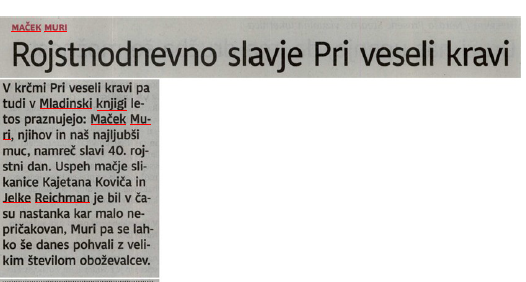 MAČEK MURI
Rojstnodnevno slavje Pri veseli kravi
V krčmi Pri veseli kravi pa
tudi v Mladinski knjigi le-
tos praznujejo: Maček Mu-
ri, njihov in naš najljubši
muc, namreč slavi 40. roj-
stni dan. Uspeh mačje sli-
kanice Kajetana Koviča in
Jelke Reichman je bil v ča-
su nastanka kar malo ne-
pričakovan, Muri pa se lah-
ko še danes pohvali z veli-
kim številom oboževalcev.